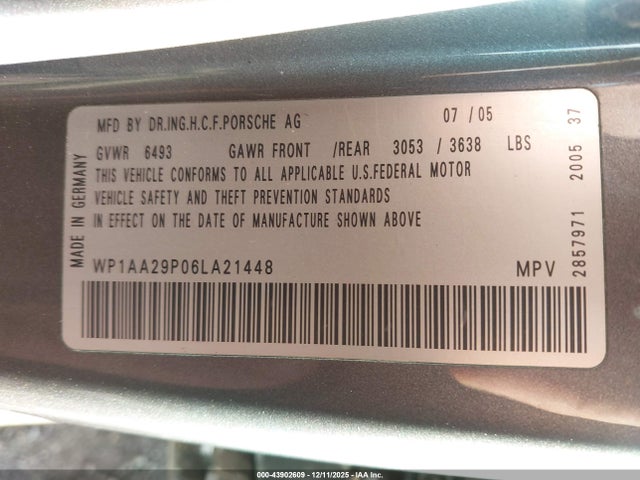 MFD BY DR.ING.H.C.F.PORSCHE AG 07 / 05
GVWR 6493 GAWR FRONT /REAR 3053 / 3638 LBS
THIS VEHICLE CONFORMS TO ALL APPLICABLE U.S.FEDERAL MOTOR
VEHICLE SAFETY AND THEFT PREVENTION STANDARDS
IN EFFECT ON THE DATE OF MANUFACTURE SHOWN ABOVE
WP1AA29P06LA21448 MPV
MADE IN GERMANY
2857971 2005 37
000-43902609 - 12/11/2025 - IAA Inc.